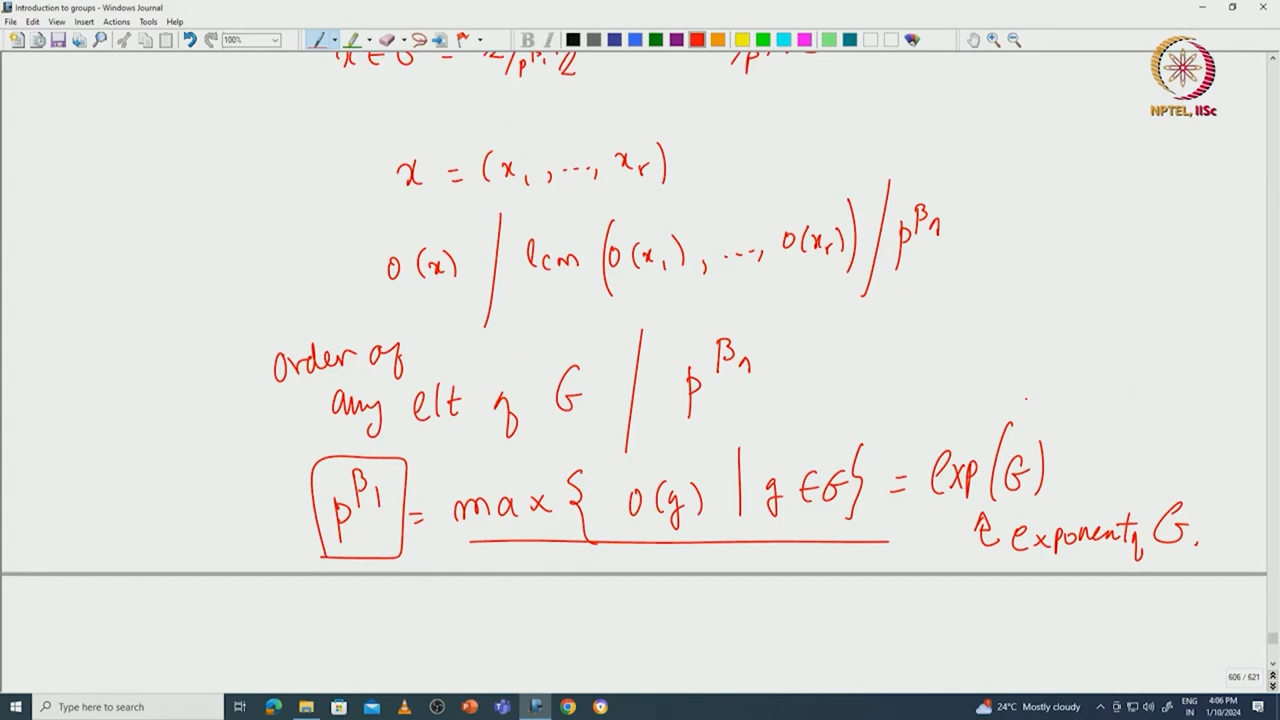 Introduction to groups - Windows Journal
File Edit View Insert Actions Tools Help
100%
NPTEL, IISc
x = (x₁, ..., xᵣ)
o(x) / lcm (o(x₁), ..., o(xᵣ)) / p^β₁
order of
any elt of G / p^β₁
p^β₁ = max { o(g) | g ∈ G } = exp(G)
↑ exponent of G.
606 / 621
Type here to search
24°C Mostly cloudy
ENG
IN
4:06 PM
1/10/2024